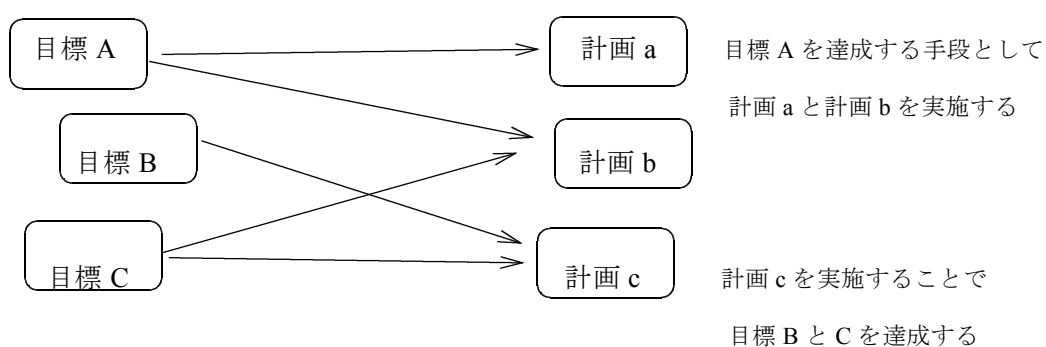 目標 A
計画 a
目標 A を達成する手段として
計画 a と計画 b を実施する
目標 B
計画 b
目標 C
計画 c
計画 c を実施することで
目標 B と C を達成する